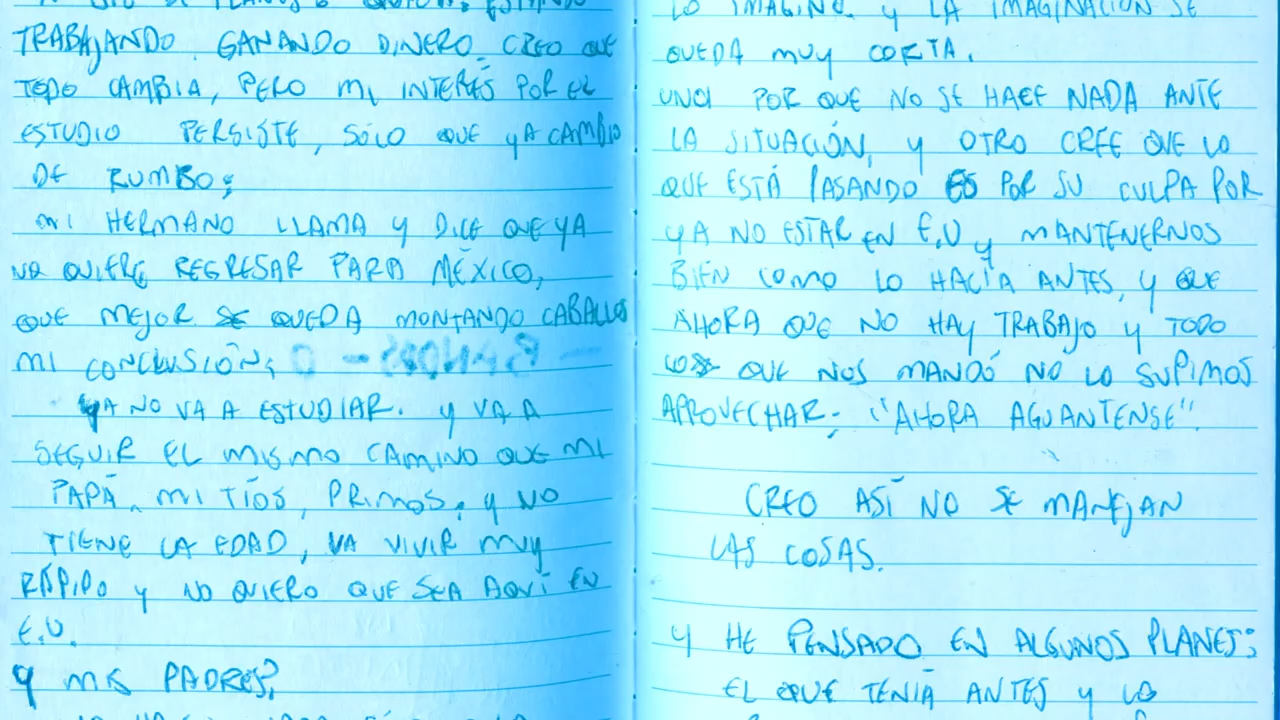 TRABAJANDO GANANDO DINERO CREO QUE
TODO CAMBIA, PERO MI INTERÉS POR EL
ESTUDIO PERSISTE, SÓLO QUE YA CAMBIO
DE RUMBO;
MI HERMANO LLAMA Y DICE QUE YA
NO QUIERE REGRESAR PARA MÉXICO,
QUE MEJOR SE QUEDA MONTANDO CABALLOS
MI CONCLUSIÓN;
YA NO VA A ESTUDIAR. Y VA A
SEGUIR EL MISMO CAMINO QUE MI
PAPÁ, MI TÍOS, PRIMOS, Y NO
TIENE LA EDAD, VA VIVIR MUY
RÁPIDO Y NO QUIERO QUE SEA AQUÍ EN
E.U.
Y MIS PADRES?
LO IMAGINO. Y LA IMAGINACIÓN SE
QUEDA MUY CORTA.
UNO POR QUE NO SE HACE NADA ANTE
LA SITUACIÓN, Y OTRO CREE QUE LO
QUE ESTÁ PASANDO ES POR SU CULPA POR
YA NO ESTAR EN E.U Y MANTENERNOS
BIEN COMO LO HACÍA ANTES, Y QUE
AHORA QUE NO HAY TRABAJO Y TODO
QUE NOS MANDÓ NO LO SUPIMOS
APROVECHAR; "AHORA AGUANTENSE".
CREO ASÍ NO SE MANEJAN
LAS COSAS.
Y HE PENSADO EN ALGUNOS PLANES;
EL QUE TENÍA ANTES Y LO